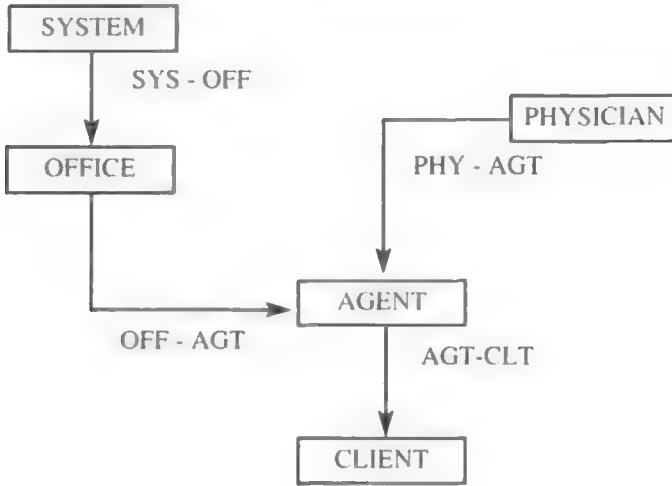 SYSTEM
SYS - OFF
PHYSICIAN
OFFICE
PHY - AGT
AGENT
OFF - AGT
AGT-CLT
CLIENT